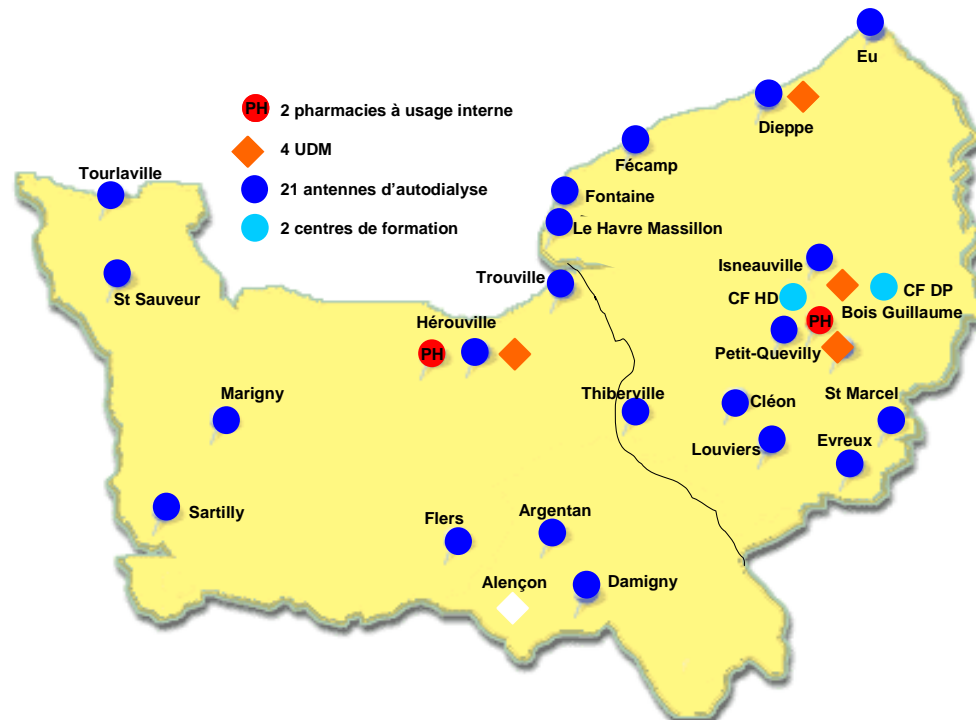 Eu
PH 2 pharmacies à usage interne
Dieppe
4 UDM
Fécamp
Tourlaville
21 antennes d'autodialyse
Fontaine
2 centres de formation
Le Havre Massillon
Isneauville
Trouville
St Sauveur
CF HD
CF DP
Bois Guillaume
Hérouville
PH
PH
Petit-Quevilly
Marigny
Thiberville
Cléon
St Marcel
Louviers
Evreux
Sartilly
Flers
Argentan
Alençon
Damigny